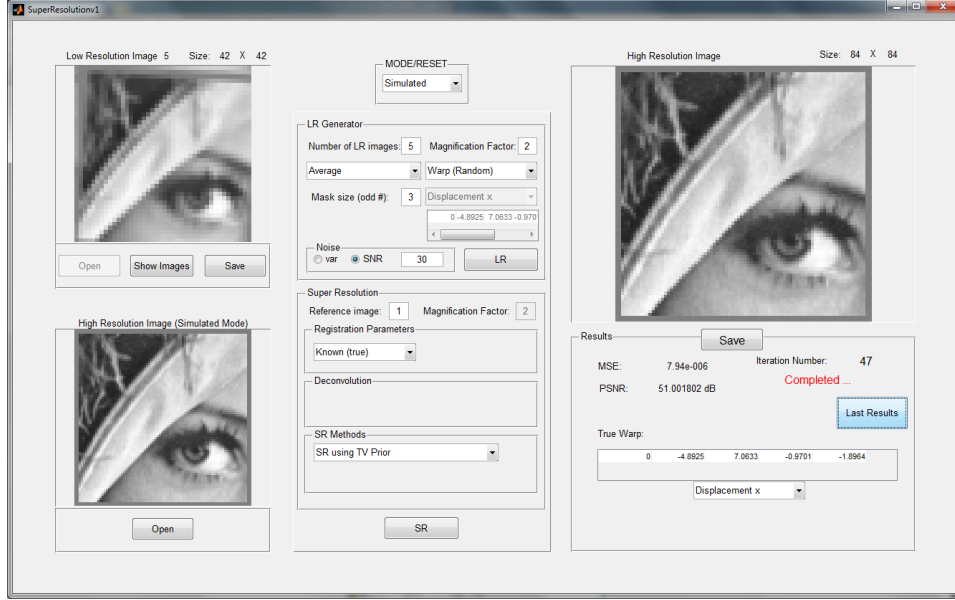 SuperResolutionv1
Low Resolution Image 5 Size: 42 X 42
Open Show Images Save
High Resolution Image (Simulated Mode)
Open
MODE/RESET
Simulated
LR Generator
Number of LR images: 5 Magnification Factor: 2
Average Warp (Random)
Mask size (odd #): 3 Displacement x
0 -4.8925 7.0633 -0.970
Noise
var SNR 30 LR
Super Resolution
Reference image: 1 Magnification Factor: 2
Registration Parameters
Known (true)
Deconvolution
SR Methods
SR using TV Prior
SR
High Resolution Image Size: 84 X 84
Results
Save
MSE: 7.94e-006 Iteration Number: 47
Completed ...
PSNR: 51.001802 dB
Last Results
True Warp:
0 -4.8925 7.0633 -0.9701 -1.8964
Displacement x